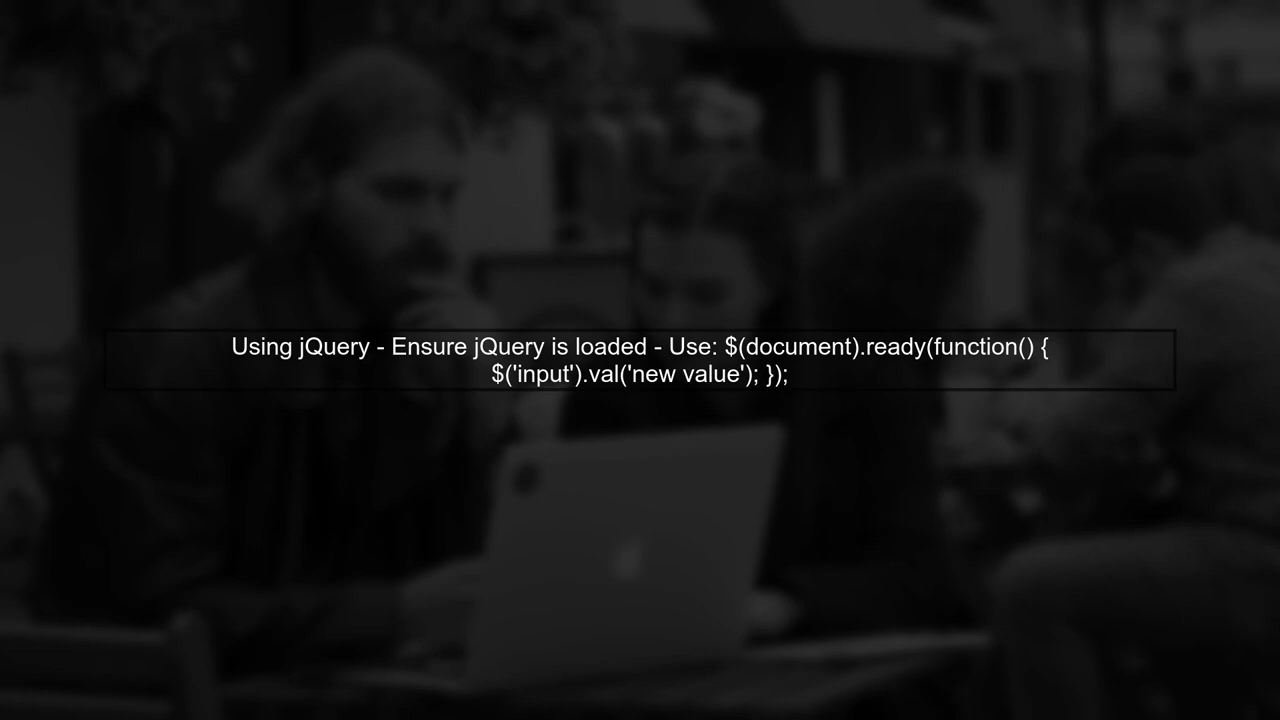 Using jQuery - Ensure jQuery is loaded - Use: $(document).ready(function() {
$('input').val('new value'); });